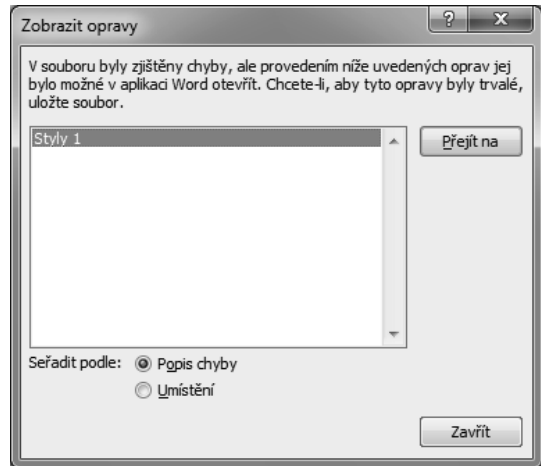 Zobrazit opravy
V souboru byly zjištěny chyby, ale provedením níže uvedených oprav jej
bylo možné v aplikaci Word otevřít. Chcete-li, aby tyto opravy byly trvalé,
uložte soubor.
Styly 1
Přejít na
Seřadit podle: Popis chyby
Umístění
Zavřít